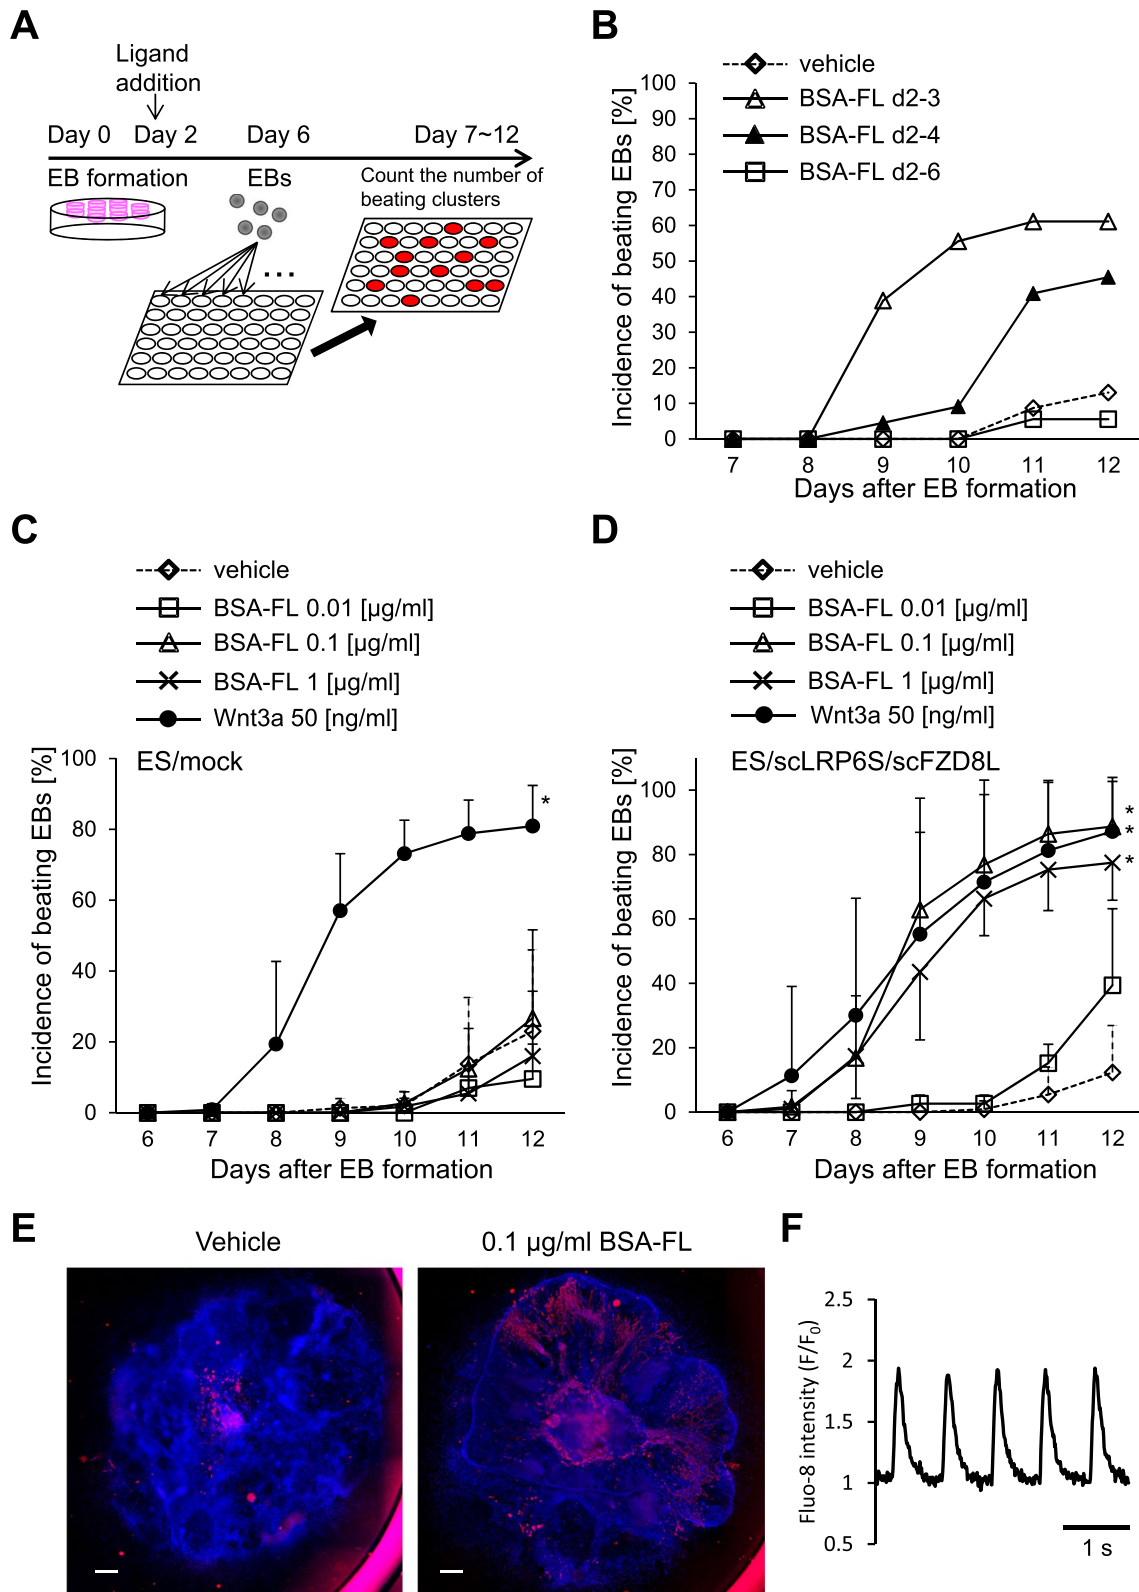 A
Ligand
addition
Day 0 Day 2 Day 6 Day 7~12
EB formation
EBs
Count the number of
beating clusters
...
B
vehicle
BSA-FL d2-3
BSA-FL d2-4
BSA-FL d2-6
Incidence of beating EBs [%]
100
90
80
70
60
50
40
30
20
10
0
7 8 9 10 11 12
Days after EB formation
C
vehicle
BSA-FL 0.01 [µg/ml]
BSA-FL 0.1 [µg/ml]
BSA-FL 1 [µg/ml]
Wnt3a 50 [ng/ml]
ES/mock
Incidence of beating EBs [%]
100
80
60
40
20
0
*
6 7 8 9 10 11 12
Days after EB formation
D
vehicle
BSA-FL 0.01 [µg/ml]
BSA-FL 0.1 [µg/ml]
BSA-FL 1 [µg/ml]
Wnt3a 50 [ng/ml]
ES/scLRP6S/scFZD8L
Incidence of beating EBs [%]
100
80
60
40
20
0
*
*
*
6 7 8 9 10 11 12
Days after EB formation
E
Vehicle
0.1 µg/ml BSA-FL
F
Fluo-8 intensity (F/F₀)
2.5
2
1.5
1
0.5
1 s